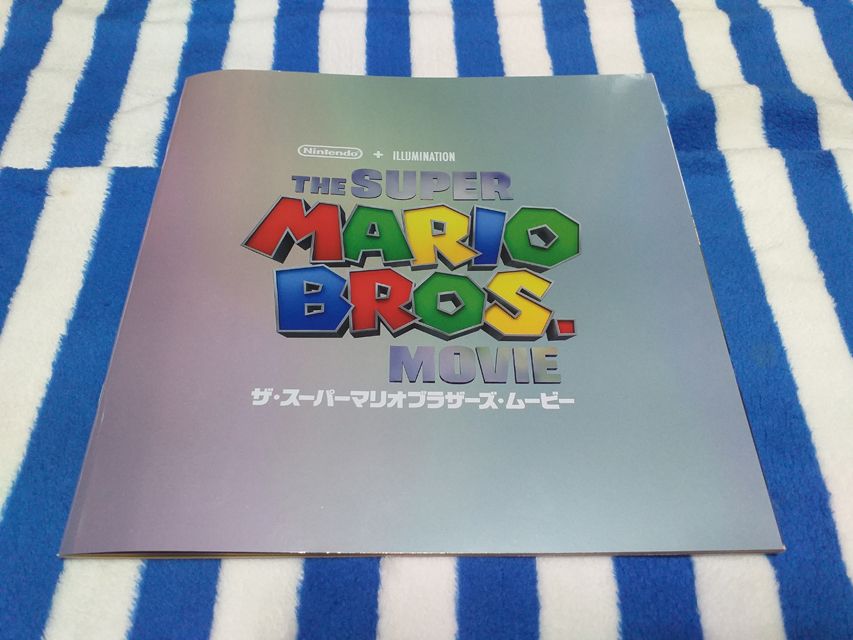 Nintendo + ILLUMINATION
THE SUPER
MARIO
BROS.
MOVIE
ザ・スーパーマリオブラザーズ・ムービー